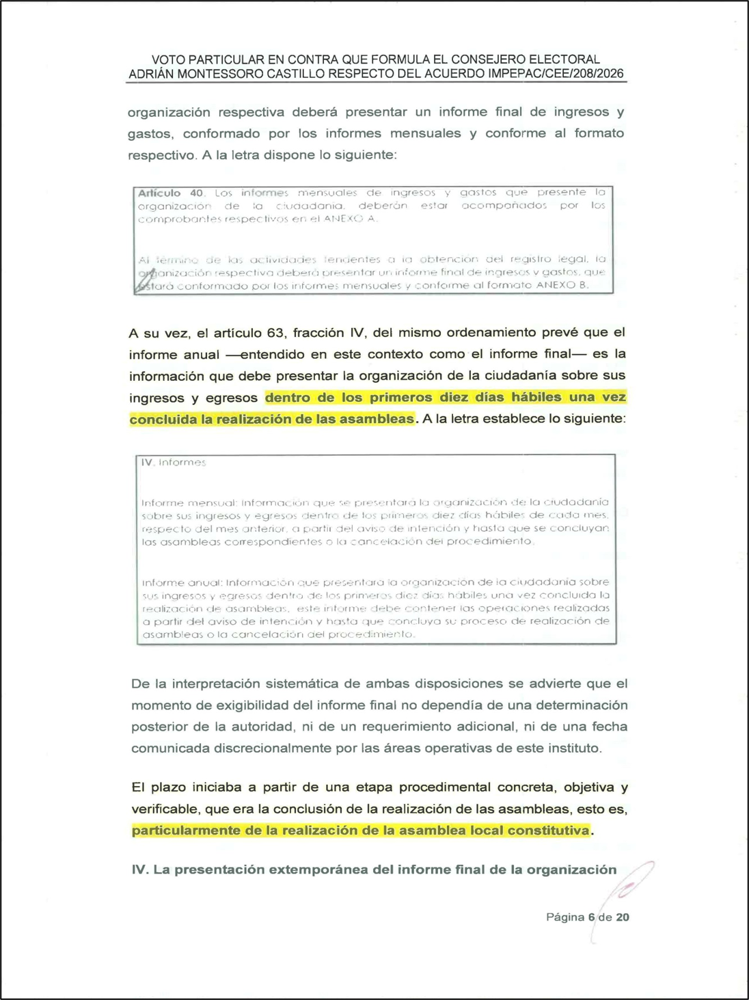 VOTO PARTICULAR EN CONTRA QUE FORMULA EL CONSEJERO ELECTORAL
ADRIÁN MONTESSORO CASTILLO RESPECTO DEL ACUERDO IMPEPAC/CEE/208/2026
organización respectiva deberá presentar un informe final de ingresos y
gastos, conformado por los informes mensuales y conforme al formato
respectivo. A la letra dispone lo siguiente:
Artículo 40. Los informes mensuales de ingresos y gastos que presente la
organización de la ciudadanía, deberán estar acompañados por los
comprobantes respectivos en el ANEXO A.
Al término de las actividades tendentes a la obtención del registro legal, la
organización respectiva deberá presentar un informe final de ingresos y gastos, que
estará conformado por los informes mensuales y conforme al formato ANEXO B.
A su vez, el artículo 63, fracción IV, del mismo ordenamiento prevé que el
informe anual —entendido en este contexto como el informe final— es la
información que debe presentar la organización de la ciudadanía sobre sus
ingresos y egresos dentro de los primeros diez días hábiles una vez
concluida la realización de las asambleas. A la letra establece lo siguiente:
IV. Informes
Informe mensual: Información que se presentará la organización de la ciudadanía
sobre sus ingresos y egresos dentro de los primeros diez días hábiles de cada mes,
respecto del mes anterior, a partir del aviso de intención y hasta que se concluyan
las asambleas correspondientes o la cancelación del procedimiento.
Informe anual: Información que presentará la organización de la ciudadanía sobre
sus ingresos y egresos dentro de los primeros diez días hábiles una vez concluida la
realización de asambleas, este informe debe contener las operaciones realizadas
a partir del aviso de intención y hasta que concluya su proceso de realización de
asambleas o la cancelación del procedimiento.
De la interpretación sistemática de ambas disposiciones se advierte que el
momento de exigibilidad del informe final no dependía de una determinación
posterior de la autoridad, ni de un requerimiento adicional, ni de una fecha
comunicada discrecionalmente por las áreas operativas de este instituto.
El plazo iniciaba a partir de una etapa procedimental concreta, objetiva y
verificable, que era la conclusión de la realización de las asambleas, esto es,
particularmente de la realización de la asamblea local constitutiva.
IV. La presentación extemporánea del informe final de la organización
Página 6 de 20